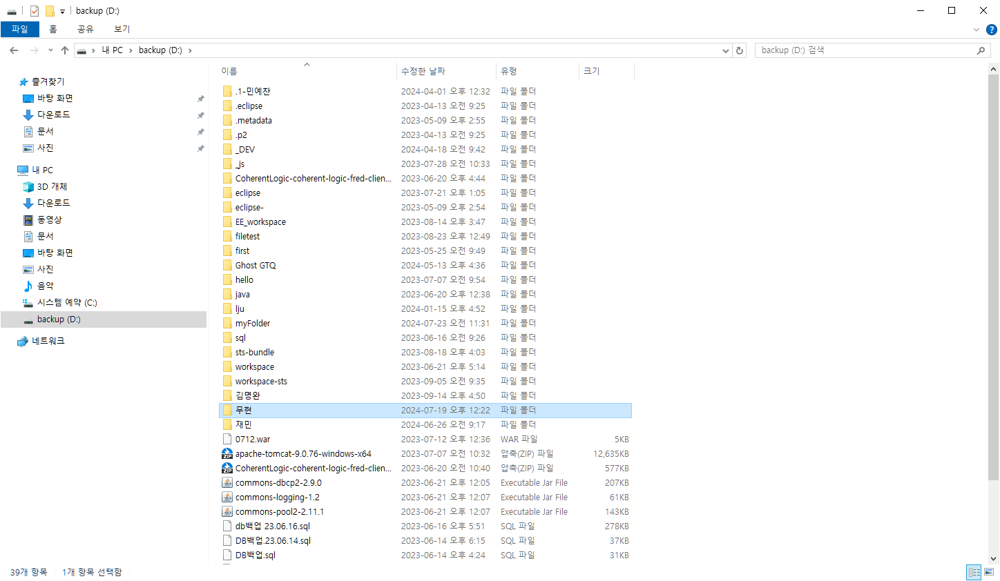 backup (D:)
파일 홈 공유 보기
내 PC backup (D:)
backup (D:) 검색
즐겨찾기
바탕 화면
다운로드
문서
사진
내 PC
3D 개체
다운로드
동영상
문서
바탕 화면
사진
음악
시스템 예약 (C:)
backup (D:)
네트워크
이름 수정한 날짜 유형 크기
.1-민예찬 2024-04-01 오후 12:32 파일 폴더
.eclipse 2023-04-13 오전 9:25 파일 폴더
.metadata 2023-05-09 오후 2:55 파일 폴더
.p2 2023-04-13 오전 9:25 파일 폴더
_DEV 2024-04-18 오전 9:42 파일 폴더
_js 2023-07-28 오전 10:33 파일 폴더
CoherentLogic-coherent-logic-fred-clien... 2023-06-20 오후 4:44 파일 폴더
eclipse 2023-07-21 오후 1:05 파일 폴더
eclipse- 2023-05-09 오후 2:54 파일 폴더
EE_workspace 2023-08-14 오후 3:47 파일 폴더
filetest 2023-08-23 오후 12:49 파일 폴더
first 2023-05-25 오전 9:49 파일 폴더
Ghost GTQ 2024-05-13 오후 4:36 파일 폴더
hello 2023-07-07 오전 9:54 파일 폴더
java 2023-06-20 오후 12:38 파일 폴더
lju 2024-01-15 오후 4:52 파일 폴더
myFolder 2024-07-23 오전 11:31 파일 폴더
sql 2023-06-16 오전 9:26 파일 폴더
sts-bundle 2023-08-18 오후 4:03 파일 폴더
workspace 2023-06-21 오후 5:14 파일 폴더
workspace-sts 2023-09-05 오전 9:35 파일 폴더
김명완 2023-09-14 오후 4:50 파일 폴더
무현 2024-07-19 오후 12:22 파일 폴더
재민 2024-06-26 오전 9:17 파일 폴더
0712.war 2023-07-12 오후 12:36 WAR 파일 5KB
apache-tomcat-9.0.76-windows-x64 2023-07-07 오전 10:32 압축(ZIP) 파일 12,635KB
CoherentLogic-coherent-logic-fred-clien... 2023-06-20 오전 10:40 압축(ZIP) 파일 577KB
commons-dbcp2-2.9.0 2023-06-21 오후 12:05 Executable Jar File 207KB
commons-logging-1.2 2023-06-21 오후 12:07 Executable Jar File 61KB
commons-pool2-2.11.1 2023-06-21 오후 12:07 Executable Jar File 143KB
db백업 23.06.16.sql 2023-06-16 오후 5:51 SQL 파일 278KB
DB백업.23.06.14.sql 2023-06-14 오후 6:15 SQL 파일 37KB
DB백업.sql 2023-06-14 오후 4:24 SQL 파일 31KB
39개 항목 1개 항목 선택함